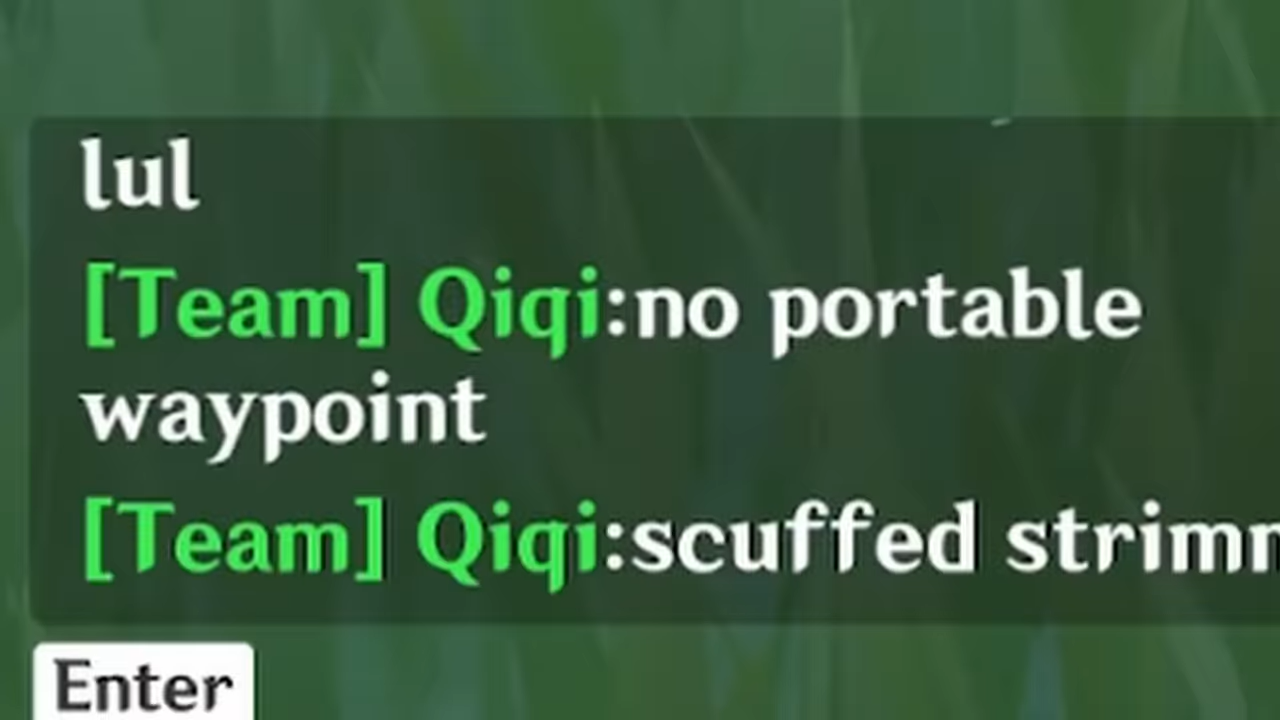 lul
[Team] Qiqi:no portable
waypoint
[Team] Qiqi:scuffed
Enter